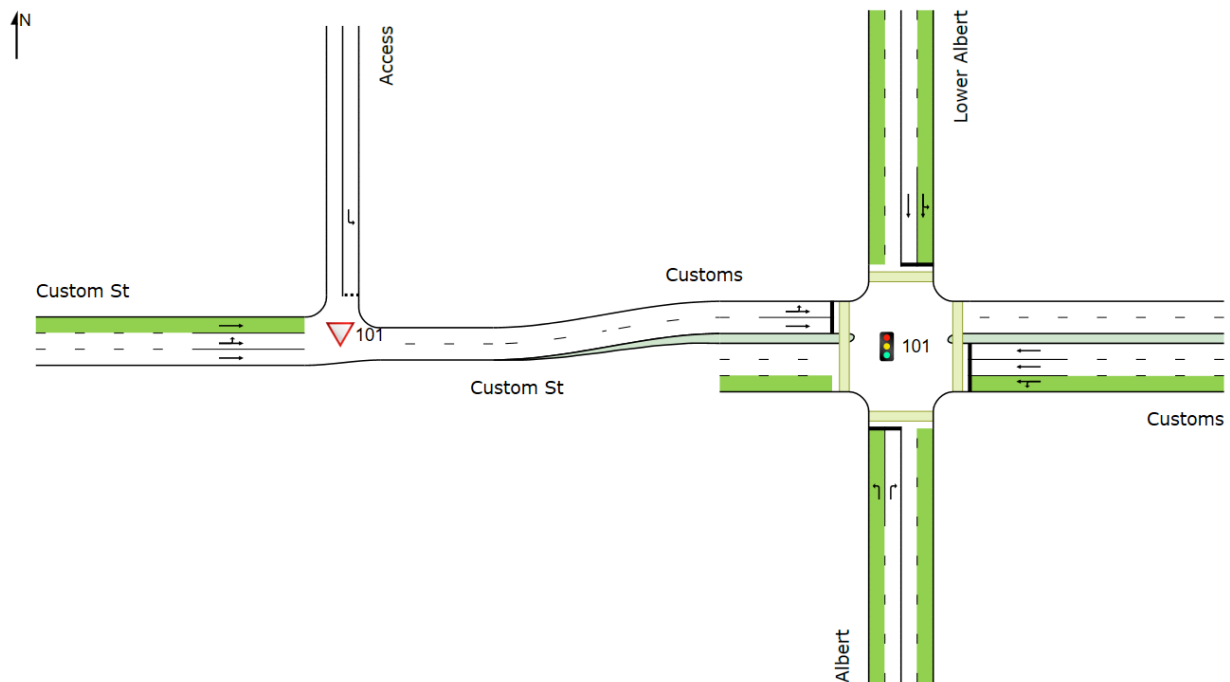 N
Access
Lower Albert
Custom St
Customs
101
101
Custom St
Customs
Albert